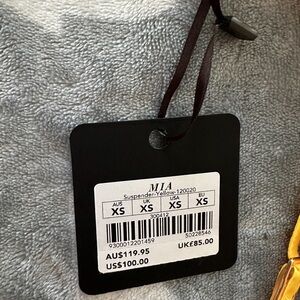 MIA
Suspender-Yellow-120020
AUS UK USA EU
XS XS XS XS
300412
9300012201459 50228546
AU$119.95 UK£85.00
US$100.00